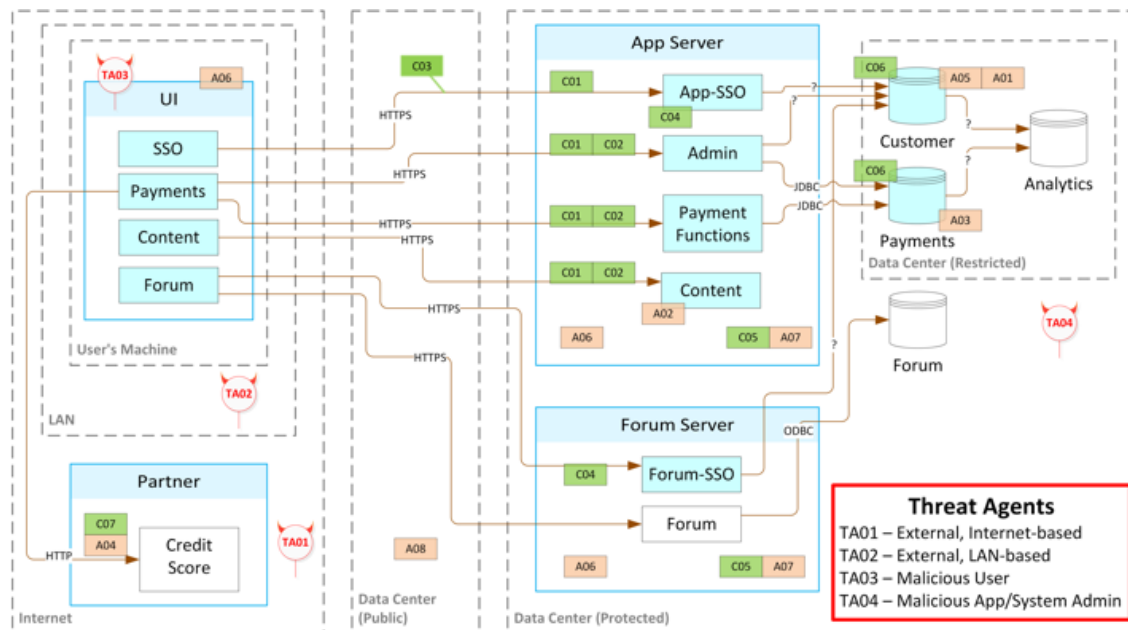 TA03
A06
UI
SSO
Payments
Content
Forum
User's Machine
TA02
LAN
Partner
C07
A04
Credit
Score
TA01
Internet
HTTPS
HTTPS
HTTPS
HTTPS
HTTPS
HTTPS
HTTP
C03
A08
Data Center
(Public)
App Server
C01
App-SSO
C04
C01
C02
Admin
C01
C02
Payment
Functions
C01
C02
Content
A02
A06
C05
A07
?
?
?
JDBC
JDBC
C06
A05
A01
Customer
?
?
Analytics
C06
A03
Payments
Data Center (Restricted)
Forum
TA04
Forum Server
ODBC
C04
Forum-SSO
Forum
A06
C05
A07
Data Center (Protected)
Threat Agents
TA01 – External, Internet-based
TA02 – External, LAN-based
TA03 – Malicious User
TA04 – Malicious App/System Admin